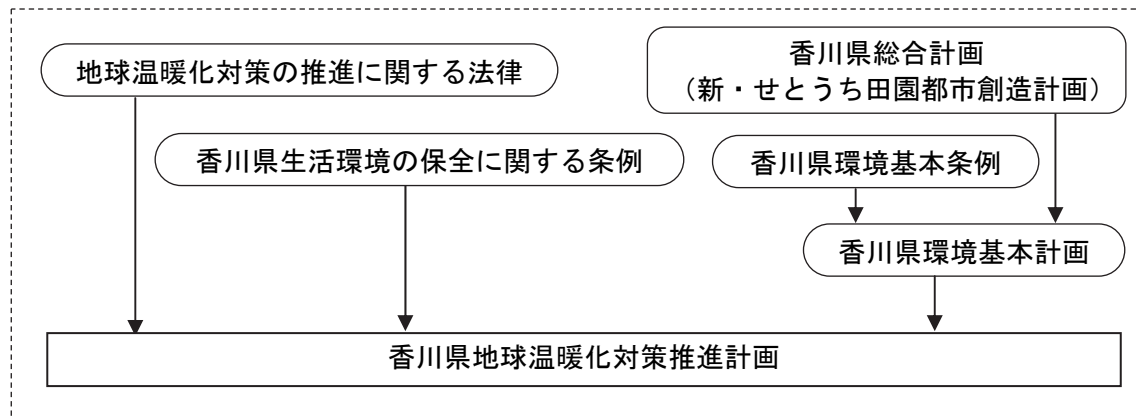 香川県総合計画
（新・せとうち田園都市創造計画）
地球温暖化対策の推進に関する法律
香川県生活環境の保全に関する条例
香川県環境基本条例
香川県環境基本計画
香川県地球温暖化対策推進計画